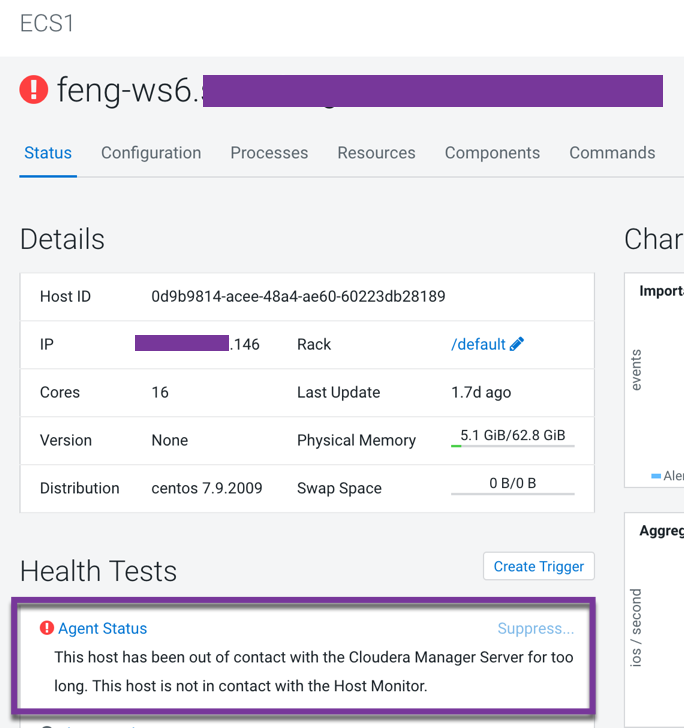 ECS1
feng-ws6.
Status Configuration Processes Resources Components Commands
Details
Host ID 0d9b9814-acee-48a4-ae60-60223db28189
IP .146 Rack /default
Cores 16 Last Update 1.7d ago
Version None Physical Memory 5.1 GiB/62.8 GiB
Distribution centos 7.9.2009 Swap Space 0 B/0 B
Health Tests
Create Trigger
Agent Status Suppress...
This host has been out of contact with the Cloudera Manager Server for too
long. This host is not in contact with the Host Monitor.
Char
Import
events
Aler
Aggreg
ios / second